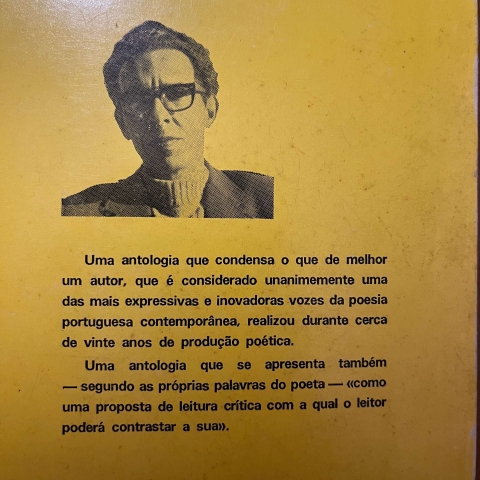 Uma antologia que condensa o que de melhor
um autor, que é considerado unanimemente uma
das mais expressivas e inovadoras vozes da poesia
portuguesa contemporânea, realizou durante cerca
de vinte anos de produção poética.
Uma antologia que se apresenta também
— segundo as próprias palavras do poeta — «como
uma proposta de leitura crítica com a qual o leitor
poderá contrastar a sua».